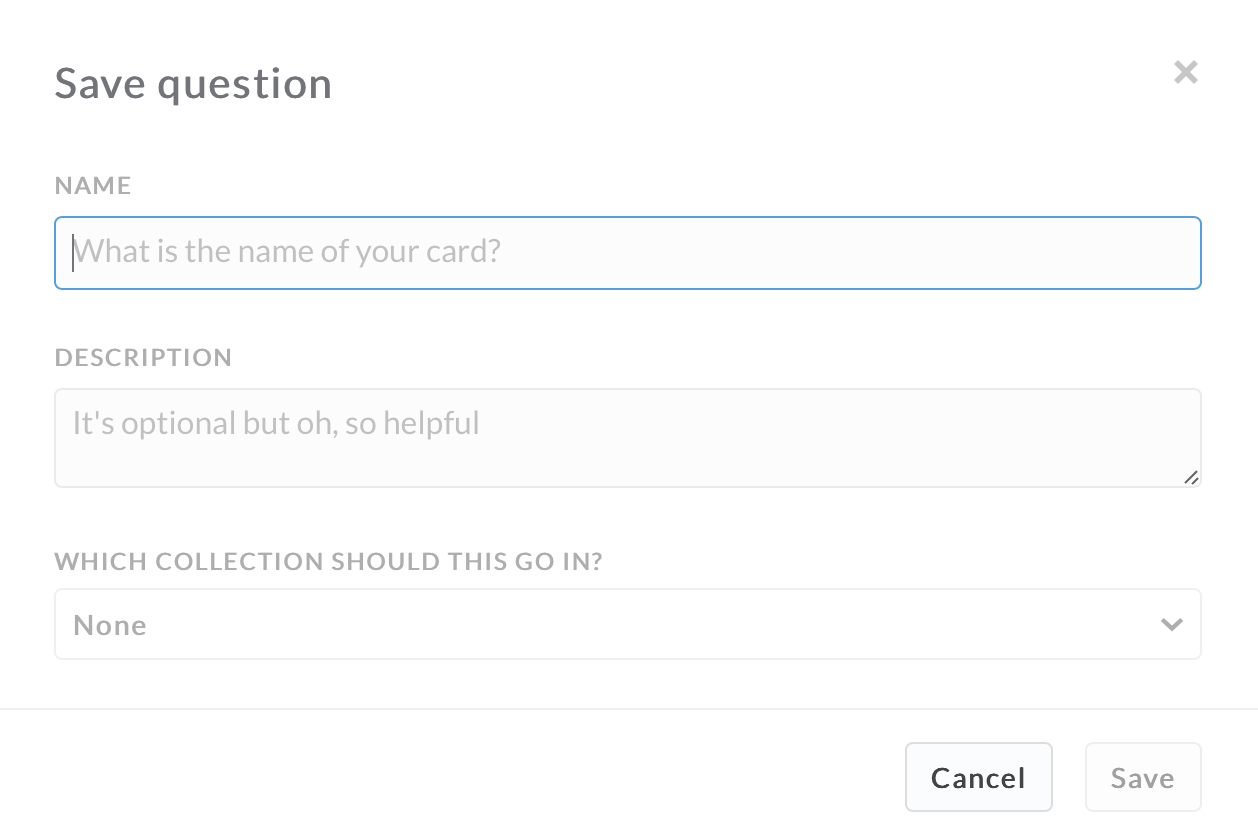 Save question
NAME
What is the name of your card?
DESCRIPTION
It's optional but oh, so helpful
WHICH COLLECTION SHOULD THIS GO IN?
None
Cancel Save